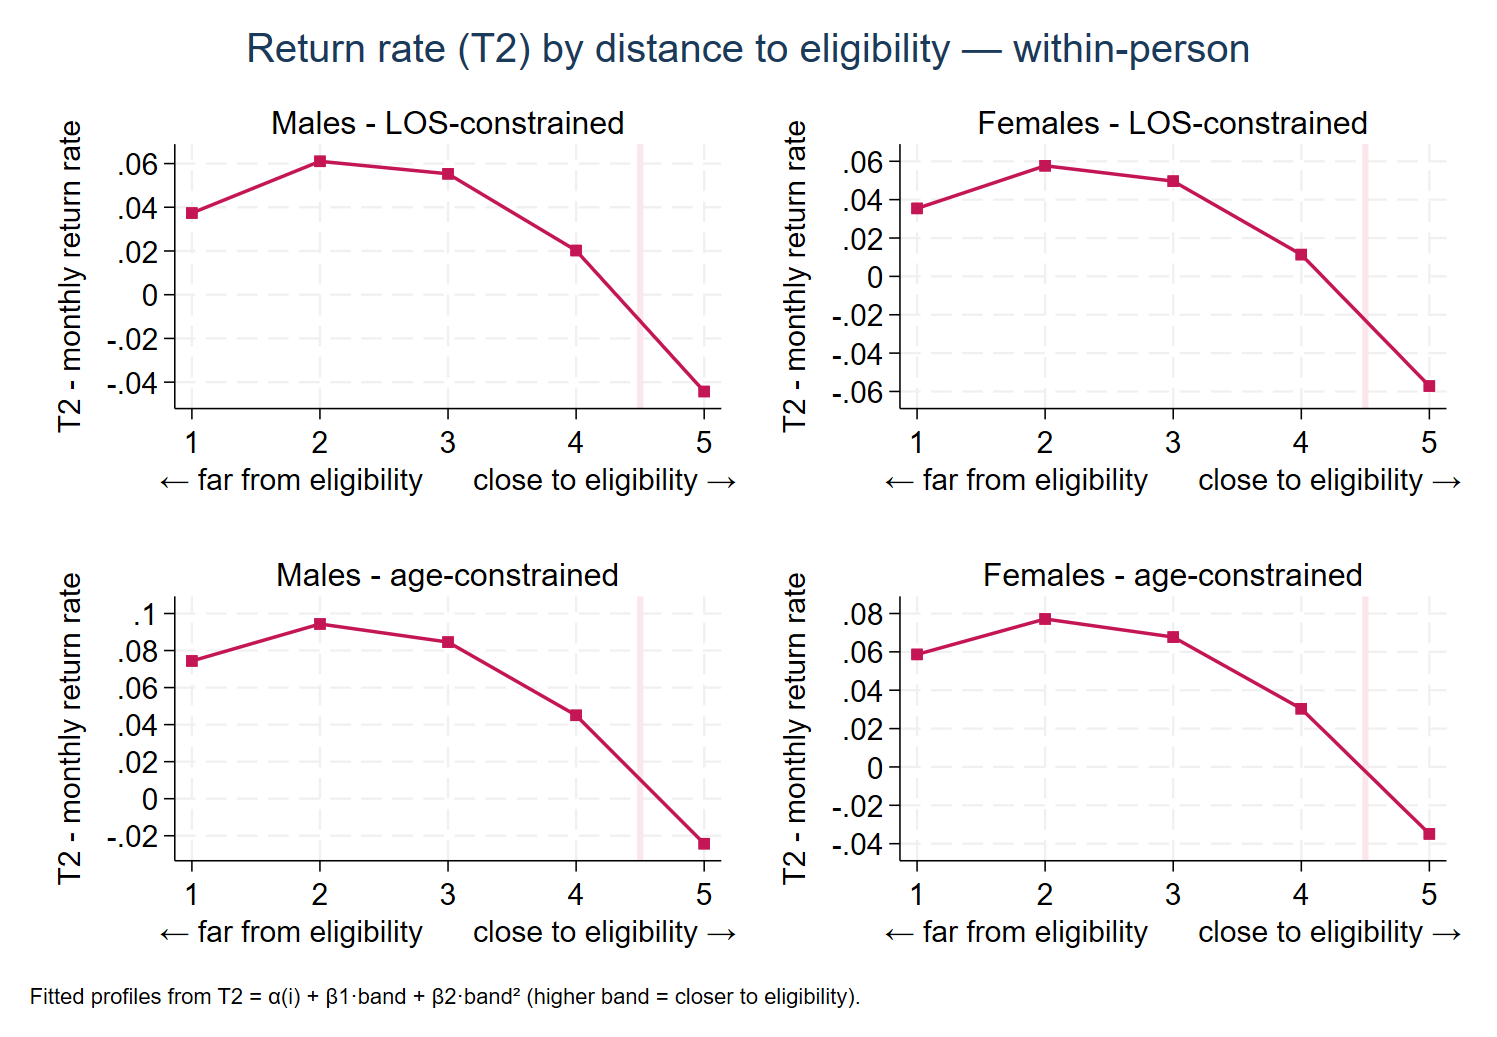 Return rate (T2) by distance to eligibility — within-person
Males - LOS-constrained
T2 - monthly return rate
.06
.04
.02
0
-.02
-.04
1 2 3 4 5
← far from eligibility close to eligibility →
Females - LOS-constrained
T2 - monthly return rate
.06
.04
.02
0
-.02
-.04
-.06
1 2 3 4 5
← far from eligibility close to eligibility →
Males - age-constrained
T2 - monthly return rate
.1
.08
.06
.04
.02
0
-.02
1 2 3 4 5
← far from eligibility close to eligibility →
Females - age-constrained
T2 - monthly return rate
.08
.06
.04
.02
0
-.02
-.04
1 2 3 4 5
← far from eligibility close to eligibility →
Fitted profiles from T2 = α(i) + β1·band + β2·band² (higher band = closer to eligibility).